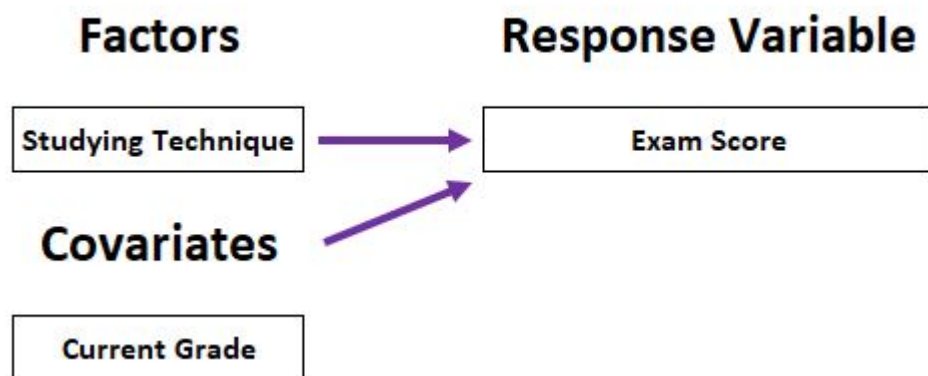 Factors
Response Variable
Studying Technique
Exam Score
Covariates
Current Grade